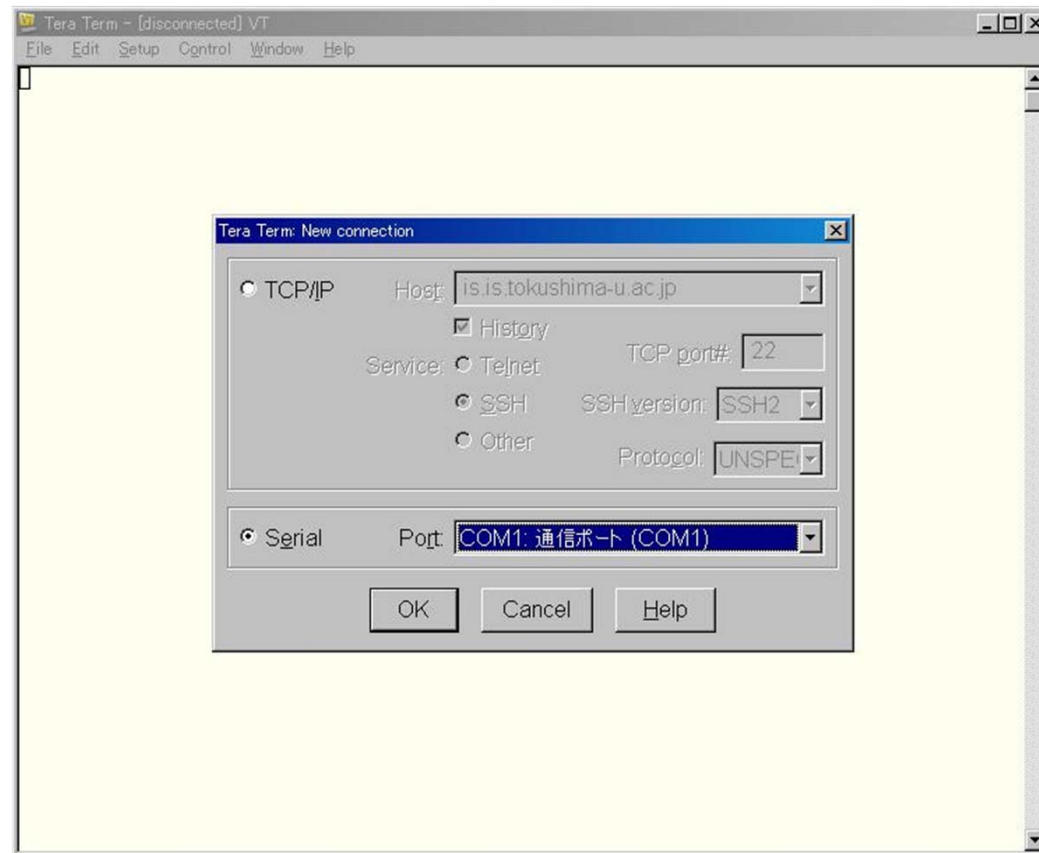 Tera Term - [disconnected] VT
File Edit Setup Control Window Help
Tera Term: New connection
TCP/IP Host: is.is.tokushima-u.ac.jp
History
Service: Telnet TCP port#: 22
SSH SSH version: SSH2
Other Protocol: UNSPE
Serial Port: COM1: 通信ポート (COM1)
OK Cancel Help